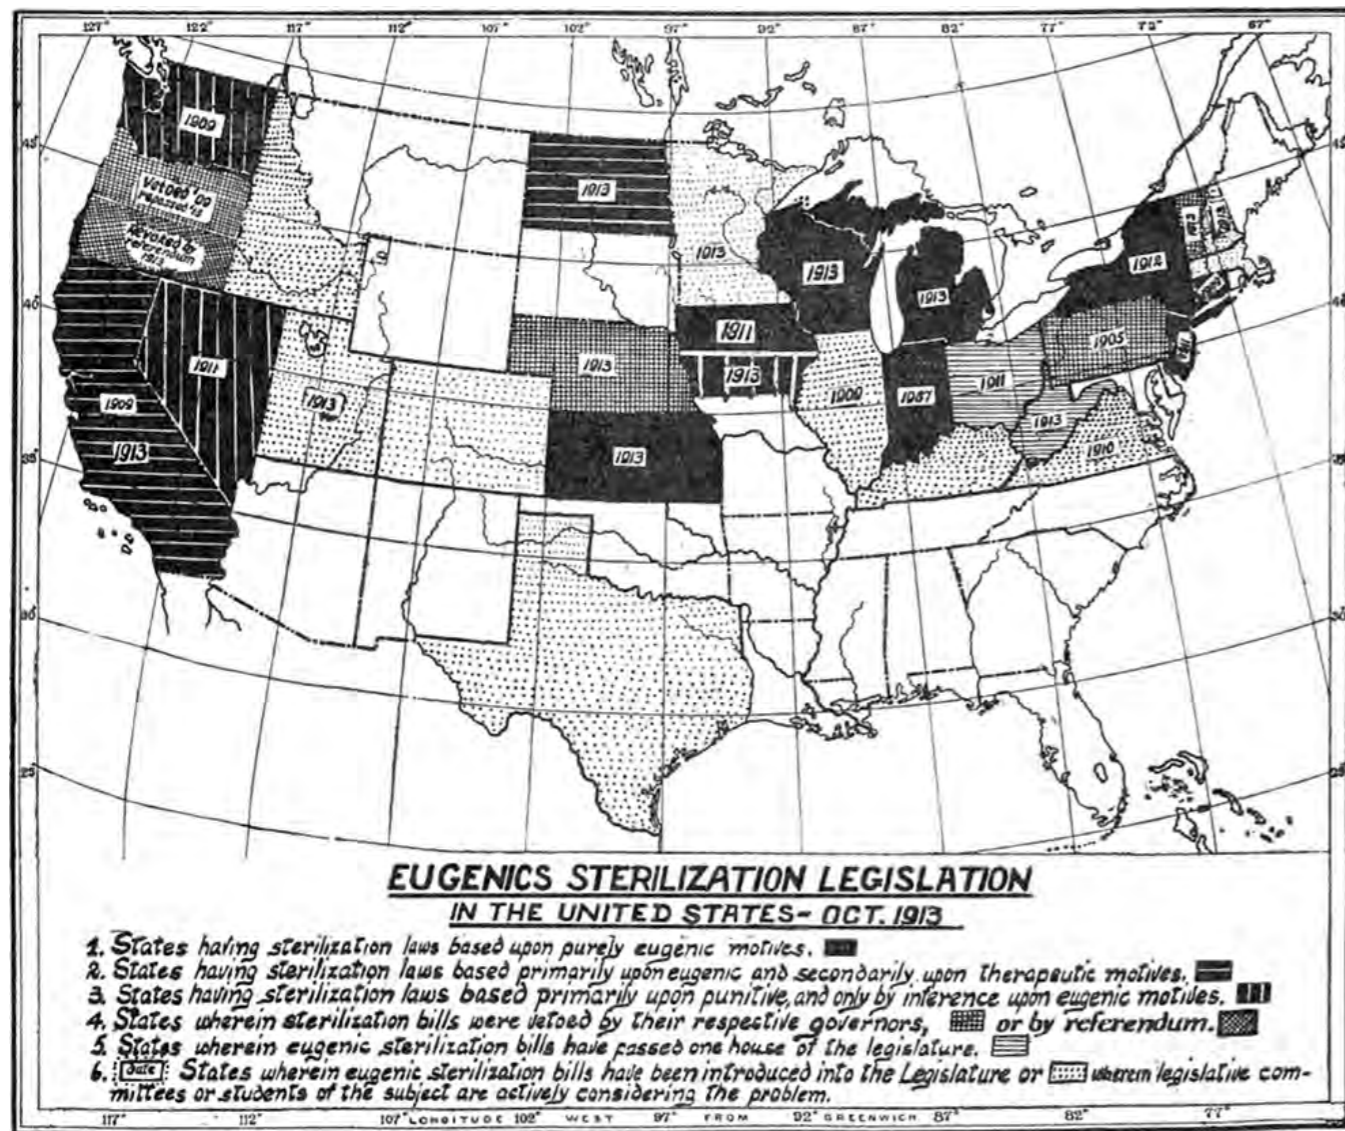 127° 122° 117° 112° 107° 102° 97° 92° 87° 82° 77° 72° 67°
1909
Vetoed '09
repassed '13
Revoked by
referendum
1913
1909
1913
1911
1913
1913
1913
1913
1913
1911
1913
1913
1913
1909
1907
1911
1913
1910
1905
1912
1911
1913
45°
40°
35°
30°
25°
EUGENICS STERILIZATION LEGISLATION
IN THE UNITED STATES– OCT. 1913
1. States having sterilization laws based upon purely eugenic motives.
2. States having sterilization laws based primarily upon eugenic and secondarily, upon therapeutic motives.
3. States having sterilization laws based primarily upon punitive, and only by inference upon eugenic motives.
4. States wherein sterilization bills were vetoed by their respective governors, or by referendum.
5. States wherein eugenic sterilization bills have passed one house of the legislature.
6. Date States wherein eugenic sterilization bills have been introduced into the Legislature or wherein legislative com-
mittees or students of the subject are actively considering the problem.
117° 112° 107° LONGITUDE 102° WEST 97° FROM 92° GREENWICH 87° 82° 77°